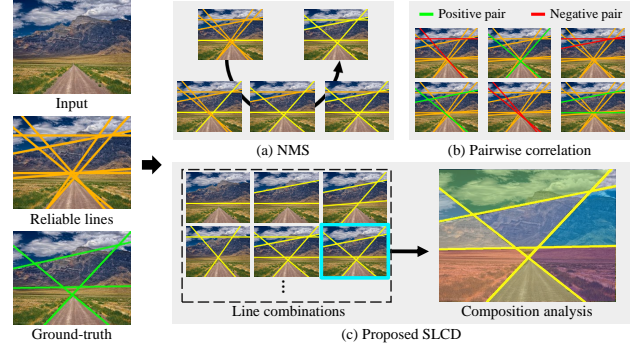 Input
Reliable lines
Ground-truth
(a) NMS
Positive pair
Negative pair
(b) Pairwise correlation
Line combinations
Composition analysis
(c) Proposed SLCD